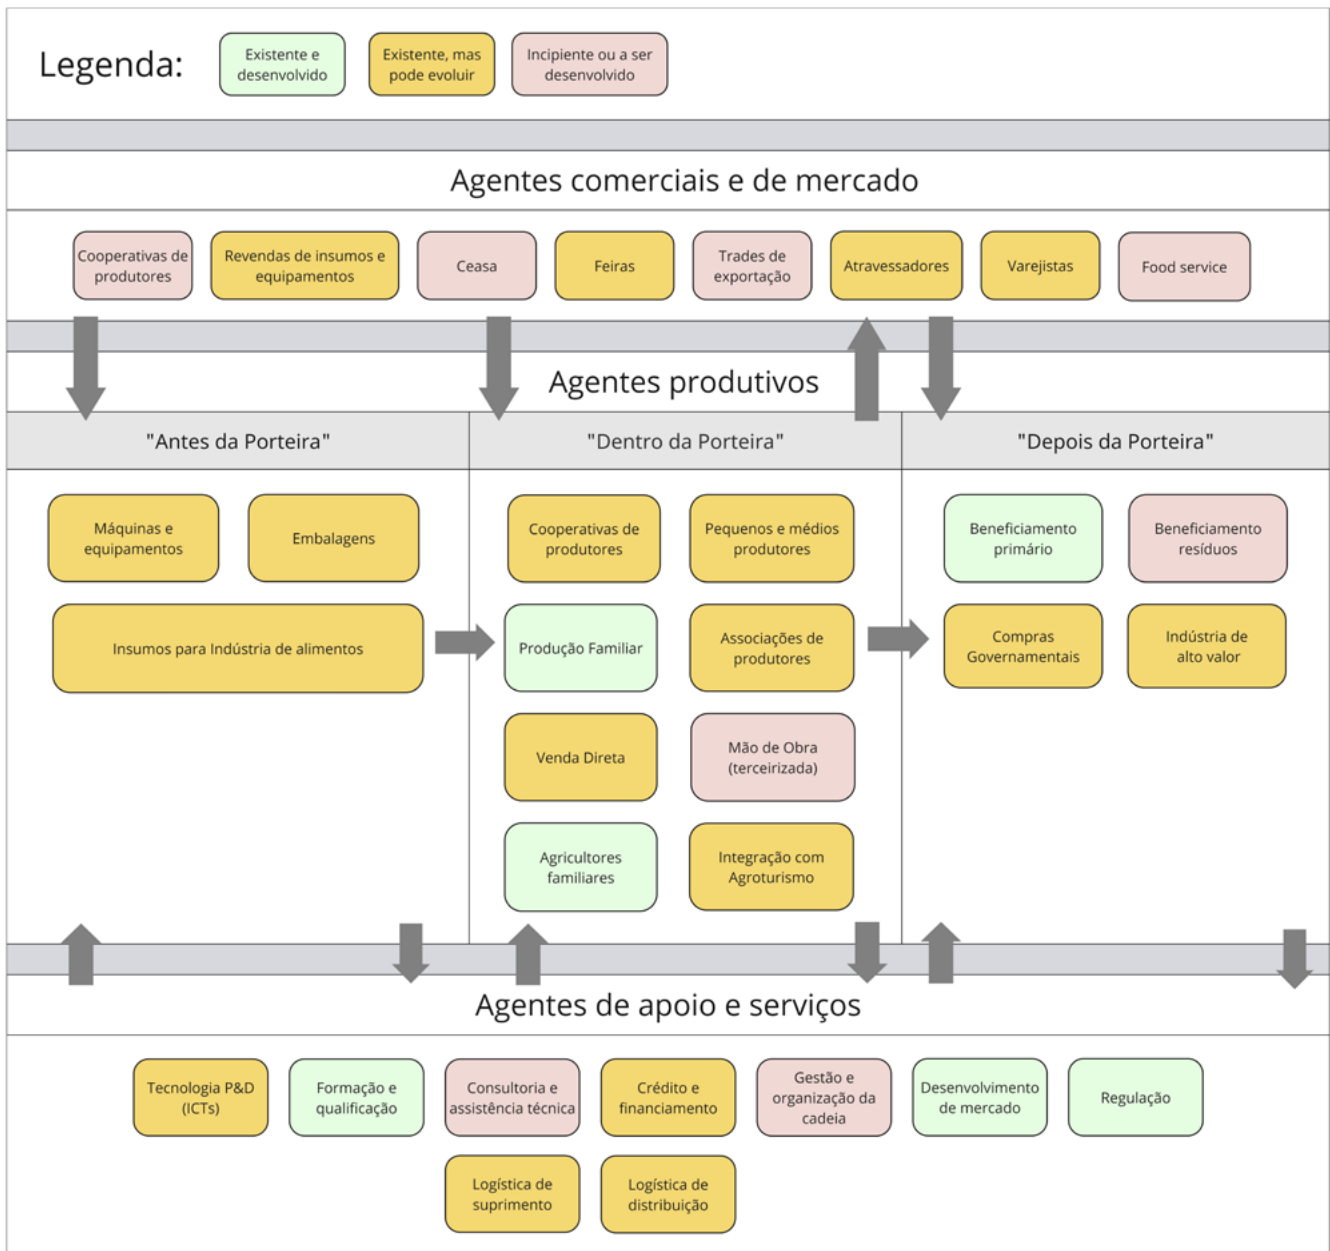 Legenda:
Existente e
desenvolvido
Existente, mas
pode evoluir
Incipiente ou a ser
desenvolvido
Agentes comerciais e de mercado
Cooperativas de
produtores
Revendas de insumos e
equipamentos
Ceasa
Feiras
Trades de
exportação
Atravessadores
Varejistas
Food service
Agentes produtivos
"Antes da Porteira"
"Dentro da Porteira"
"Depois da Porteira"
Máquinas e
equipamentos
Embalagens
Insumos para Indústria de alimentos
Cooperativas de
produtores
Pequenos e médios
produtores
Produção Familiar
Associações de
produtores
Venda Direta
Mão de Obra
(terceirizada)
Agricultores
familiares
Integração com
Agroturismo
Beneficiamento
primário
Beneficiamento
resíduos
Compras
Governamentais
Indústria de
alto valor
Agentes de apoio e serviços
Tecnologia P&D
(ICTs)
Formação e
qualificação
Consultoria e
assistência técnica
Crédito e
financiamento
Gestão e
organização da
cadeia
Desenvolvimento
de mercado
Regulação
Logística de
suprimento
Logística de
distribuição